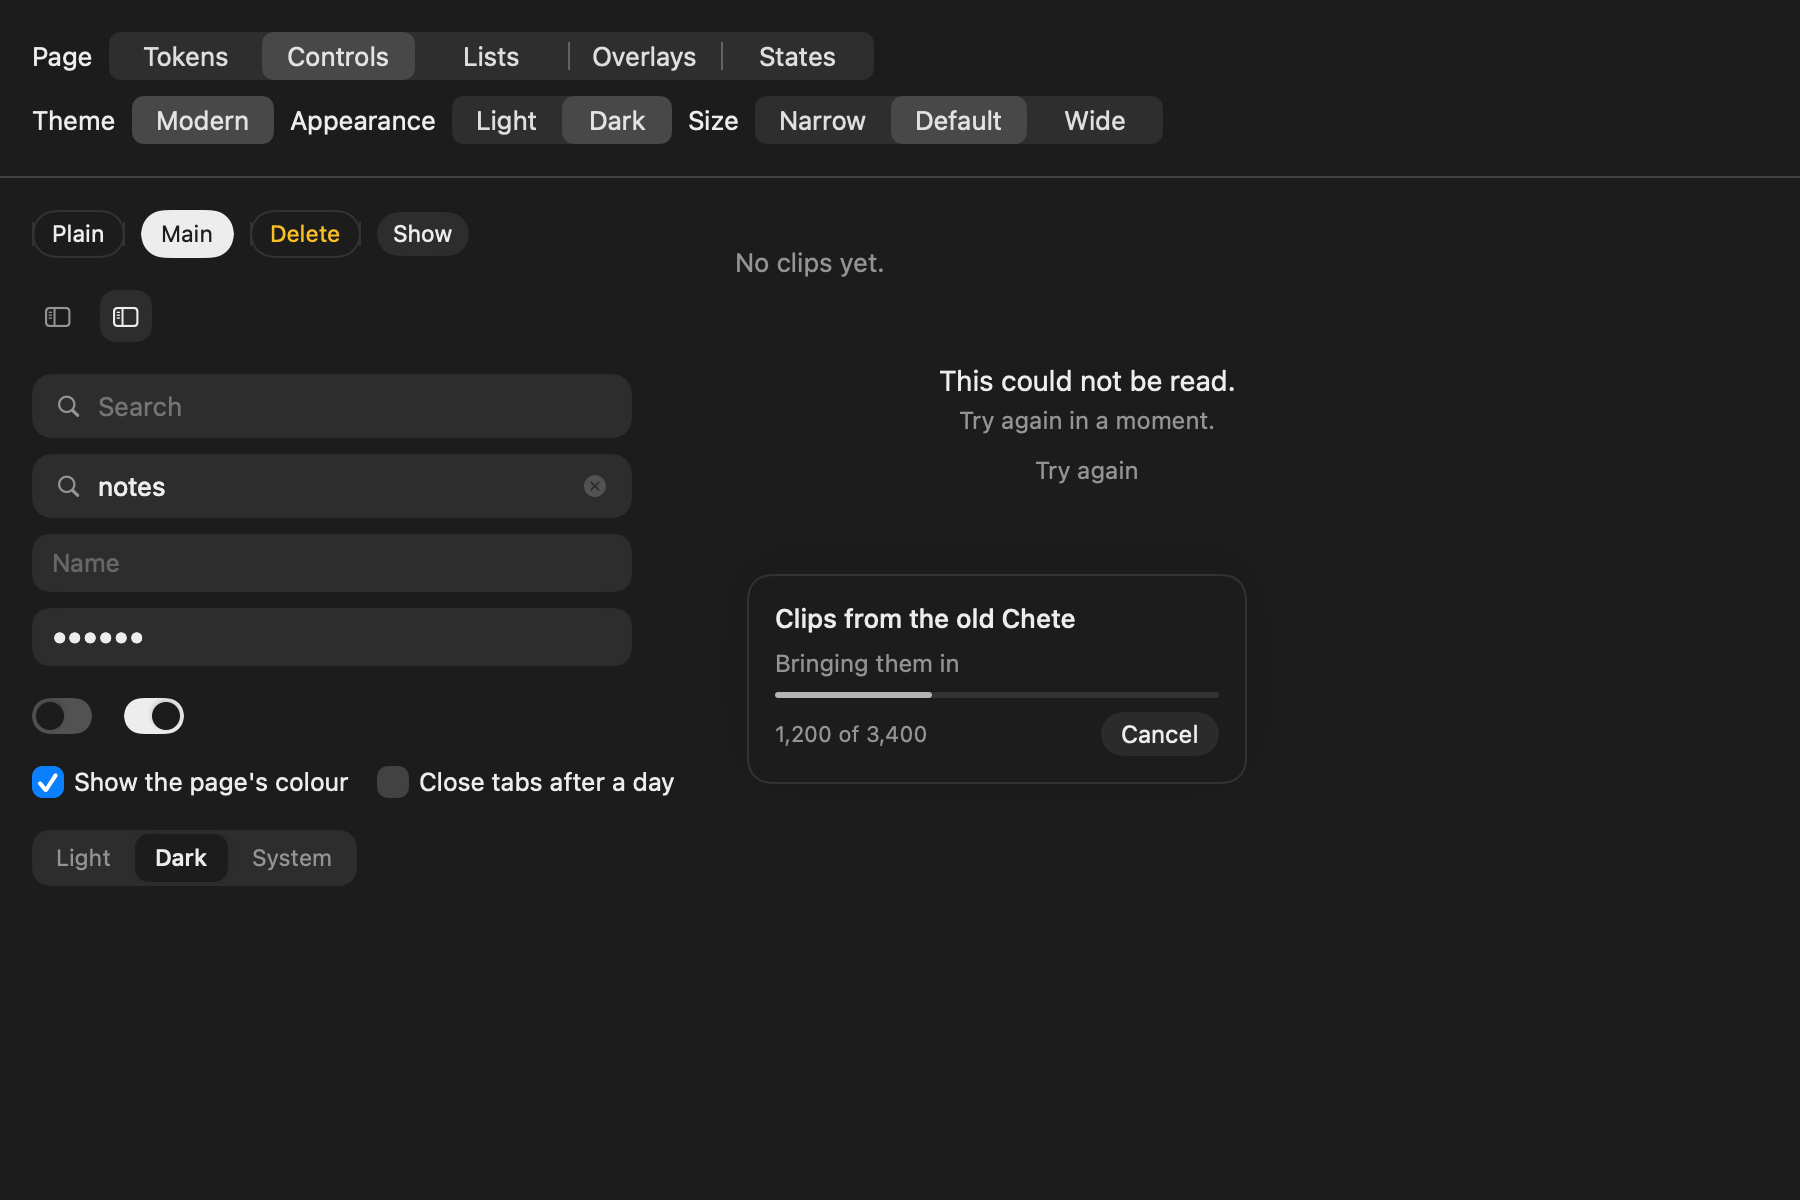 Page Tokens Controls Lists Overlays States
Theme Modern Appearance Light Dark Size Narrow Default Wide
Plain Main Delete Show
Search
notes
Name
Show the page's colour Close tabs after a day
Light Dark System
No clips yet.
This could not be read.
Try again in a moment.
Try again
Clips from the old Chete
Bringing them in
1,200 of 3,400 Cancel